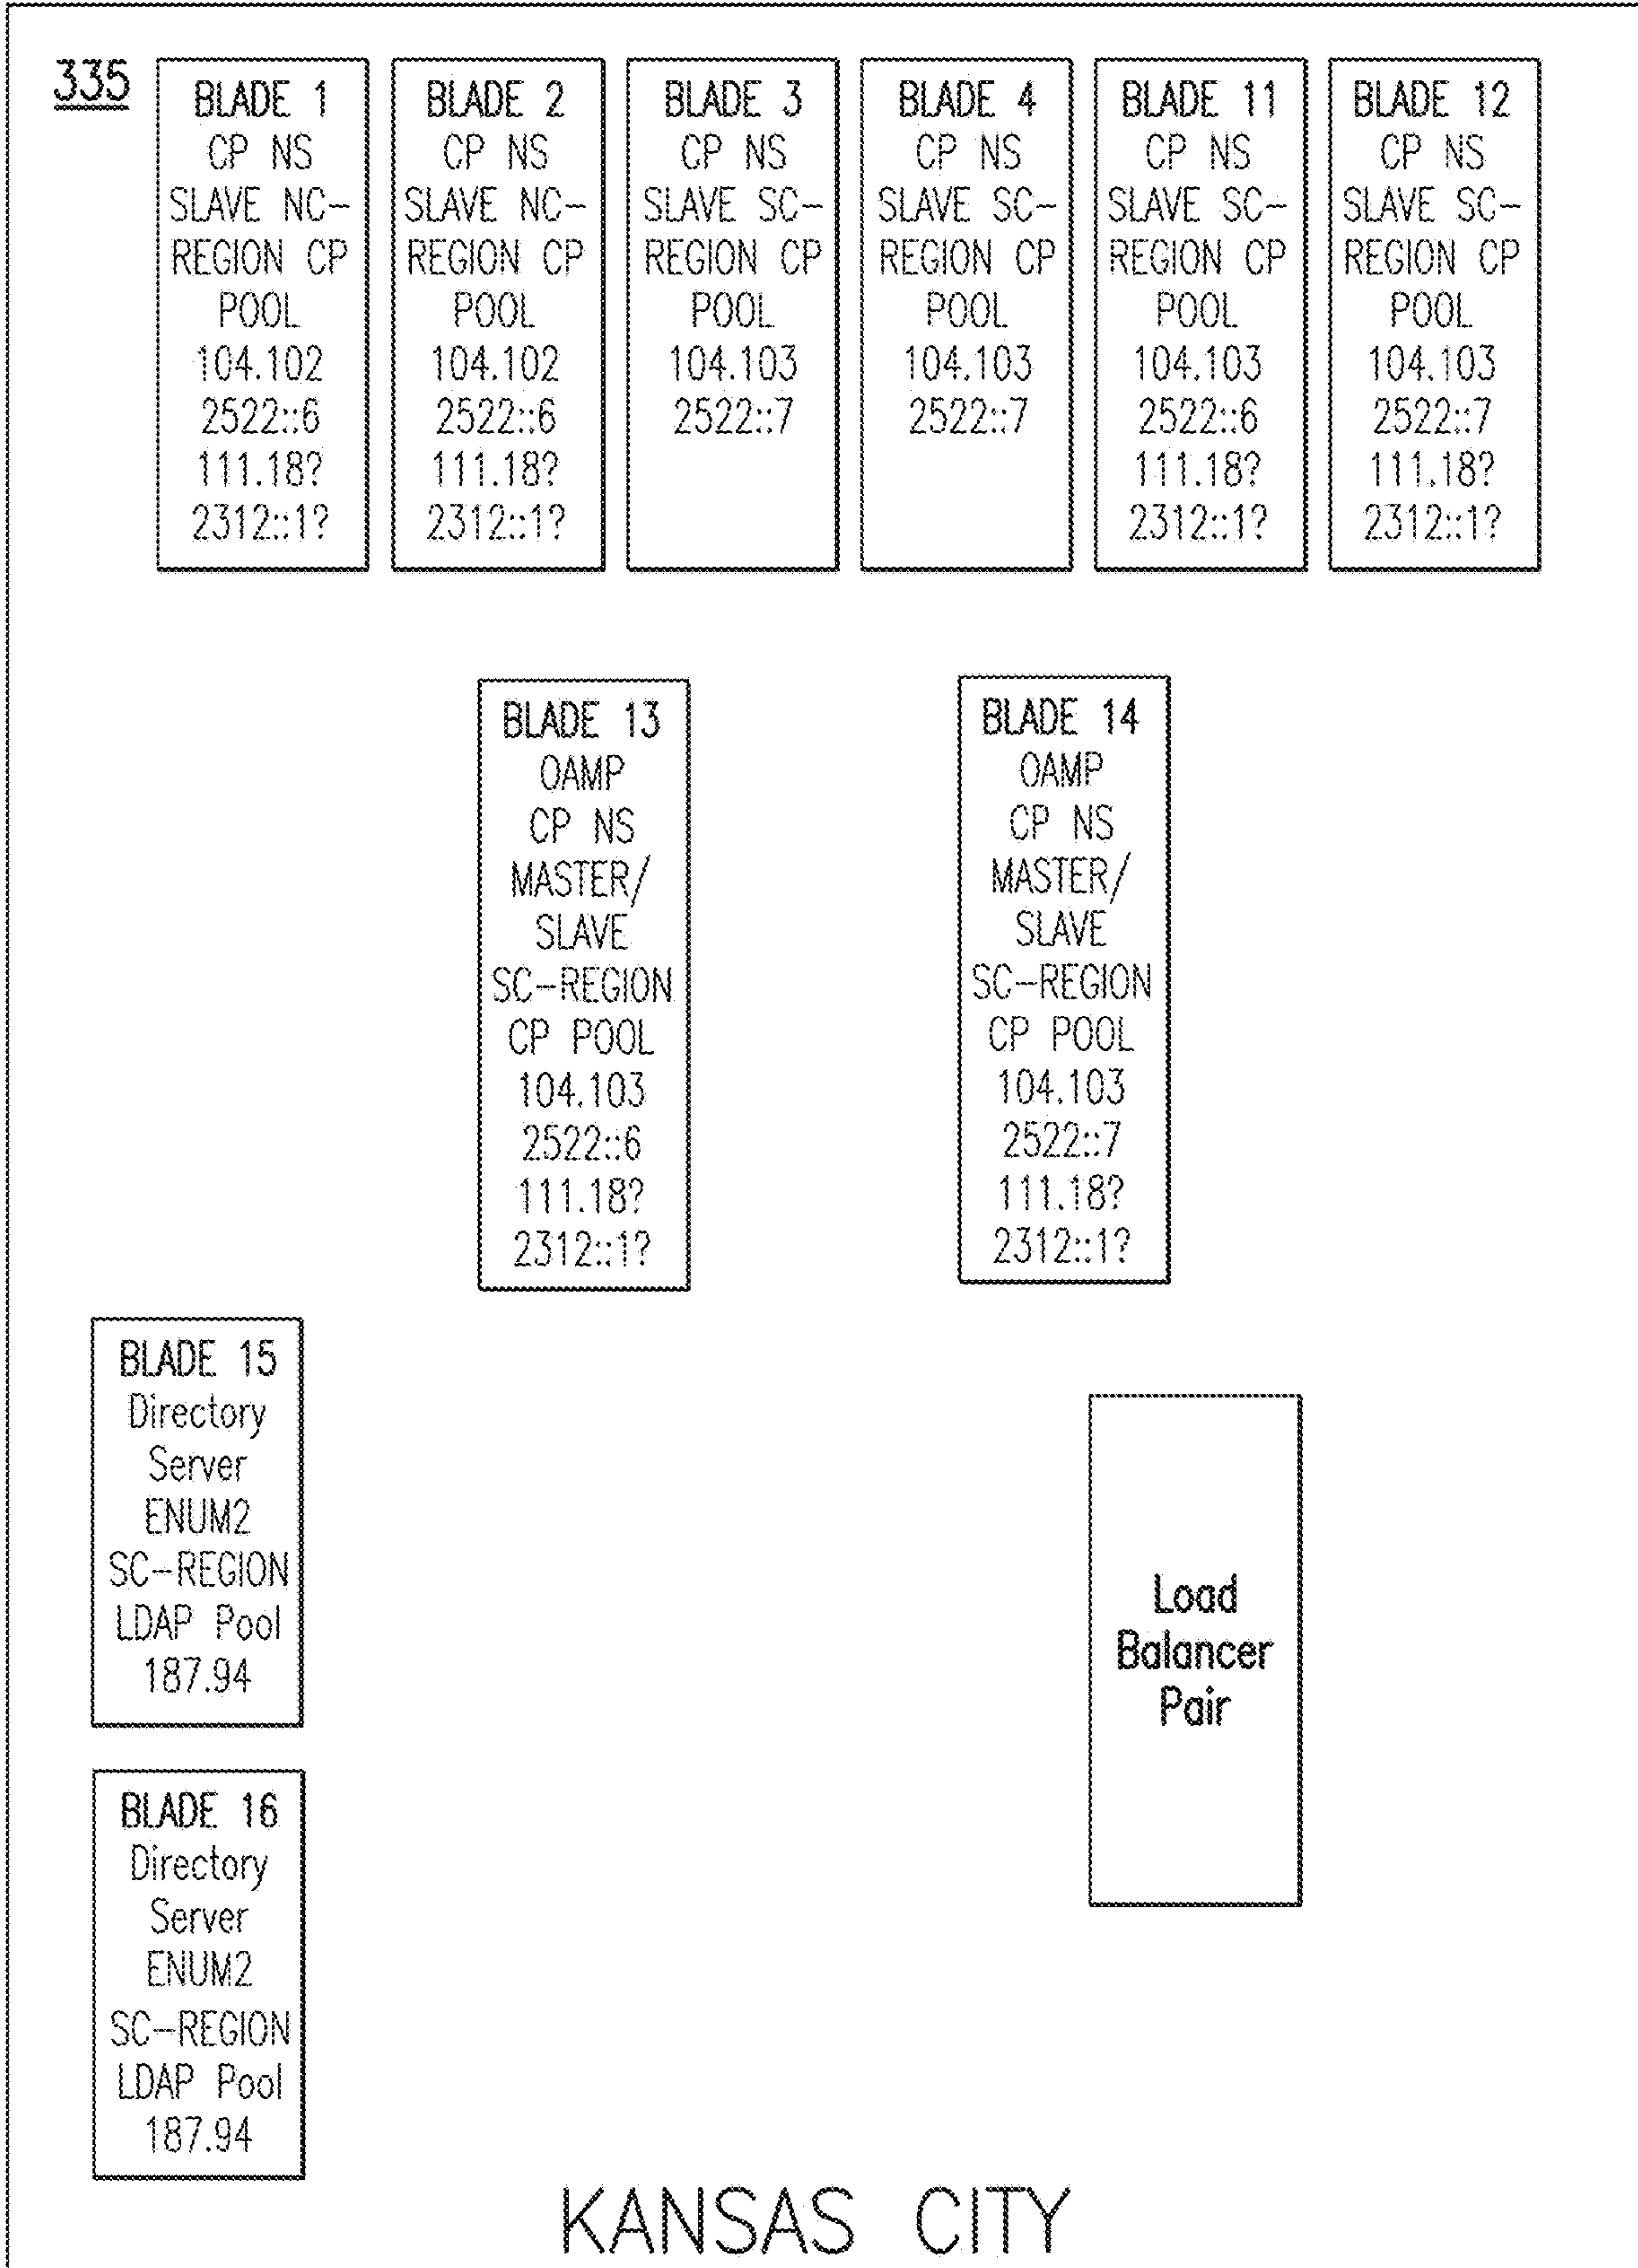 335
BLADE 1
CP NS
SLAVE NC-
REGION CP
POOL
104.102
2522::6
111.18?
2312::1?
BLADE 2
CP NS
SLAVE NC-
REGION CP
POOL
104.102
2522::6
111.18?
2312::1?
BLADE 3
CP NS
SLAVE SC-
REGION CP
POOL
104.103
2522::7
BLADE 4
CP NS
SLAVE SC-
REGION CP
POOL
104.103
2522::7
BLADE 11
CP NS
SLAVE SC-
REGION CP
POOL
104.103
2522::6
111.18?
2312::1?
BLADE 12
CP NS
SLAVE SC-
REGION CP
POOL
104.103
2522::7
111.18?
2312::1?
BLADE 13
OAMP
CP NS
MASTER/
SLAVE
SC-REGION
CP POOL
104.103
2522::6
111.18?
2312::1?
BLADE 14
OAMP
CP NS
MASTER/
SLAVE
SC-REGION
CP POOL
104.103
2522::7
111.18?
2312::1?
BLADE 15
Directory
Server
ENUM2
SC-REGION
LDAP Pool
187.94
Load
Balancer
Pair
BLADE 16
Directory
Server
ENUM2
SC-REGION
LDAP Pool
187.94
KANSAS CITY